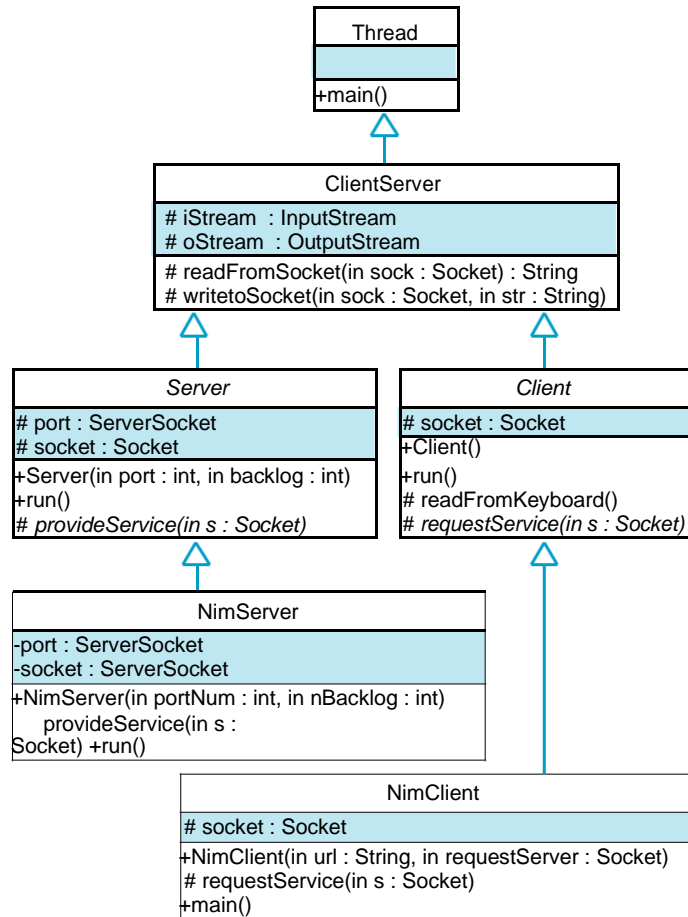 Thread
+main()
ClientServer
# iStream : InputStream
# oStream : OutputStream
# readFromSocket(in sock : Socket) : String
# writetoSocket(in sock : Socket, in str : String)
Server
# port : ServerSocket
# socket : Socket
+Server(in port : int, in backlog : int)
+run()
# provideService(in s : Socket)
Client
# socket : Socket
+Client()
+run()
# readFromKeyboard()
# requestService(in s : Socket)
NimServer
-port : ServerSocket
-socket : ServerSocket
+NimServer(in portNum : int, in nBacklog : int)
provideService(in s :
Socket) +run()
NimClient
# socket : Socket
+NimClient(in url : String, in requestServer : Socket)
# requestService(in s : Socket)
+main()